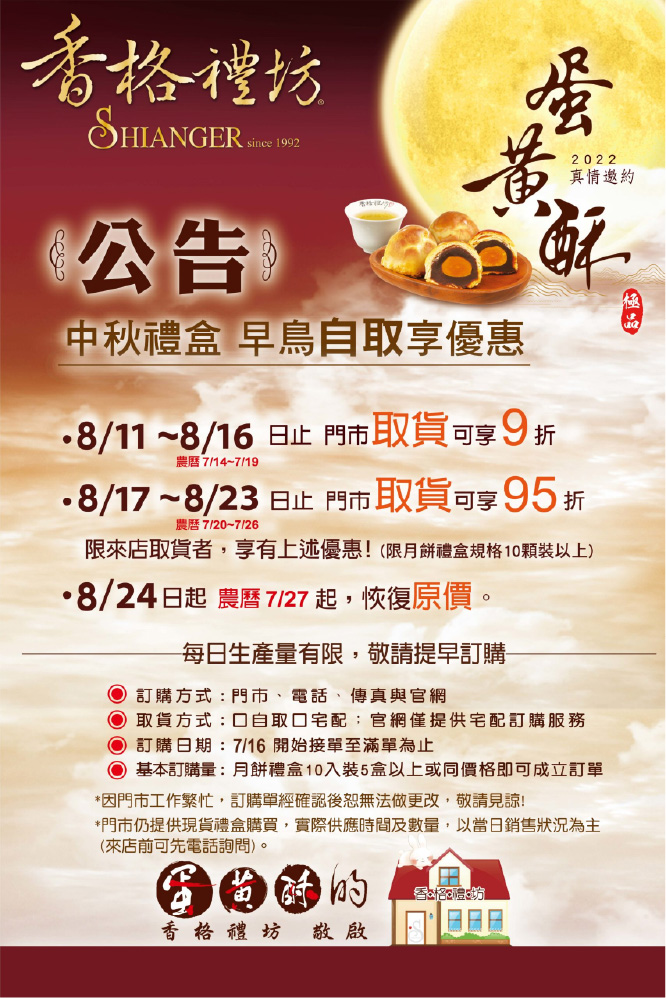 香格禮坊®
SHIANGER since 1992
蛋黃酥
2022
真情邀約
極品
香格禮坊
公告
中秋禮盒 早鳥自取享優惠
•8/11 ~8/16 日止 門市取貨可享9折
農曆 7/14~7/19
•8/17 ~8/23 日止 門市取貨可享95折
農曆 7/20~7/26
限來店取貨者，享有上述優惠!(限月餅禮盒規格10顆裝以上)
•8/24日起 農曆 7/27 起，恢復原價。
每日生產量有限，敬請提早訂購
◉ 訂購方式：門市、電話、傳真與官網
◉ 取貨方式：口自取口宅配；官網僅提供宅配訂購服務
◉ 訂購日期：7/16 開始接單至滿單為止
◉ 基本訂購量：月餅禮盒10入裝5盒以上或同價格即可成立訂單
*因門市工作繁忙，訂購單經確認後恕無法做更改，敬請見諒!
*門市仍提供現貨禮盒購買，實際供應時間及數量，以當日銷售狀況為主
(來店前可先電話詢問)。
蛋黃酥的
香格禮坊 敬啟
香·格·禮·坊